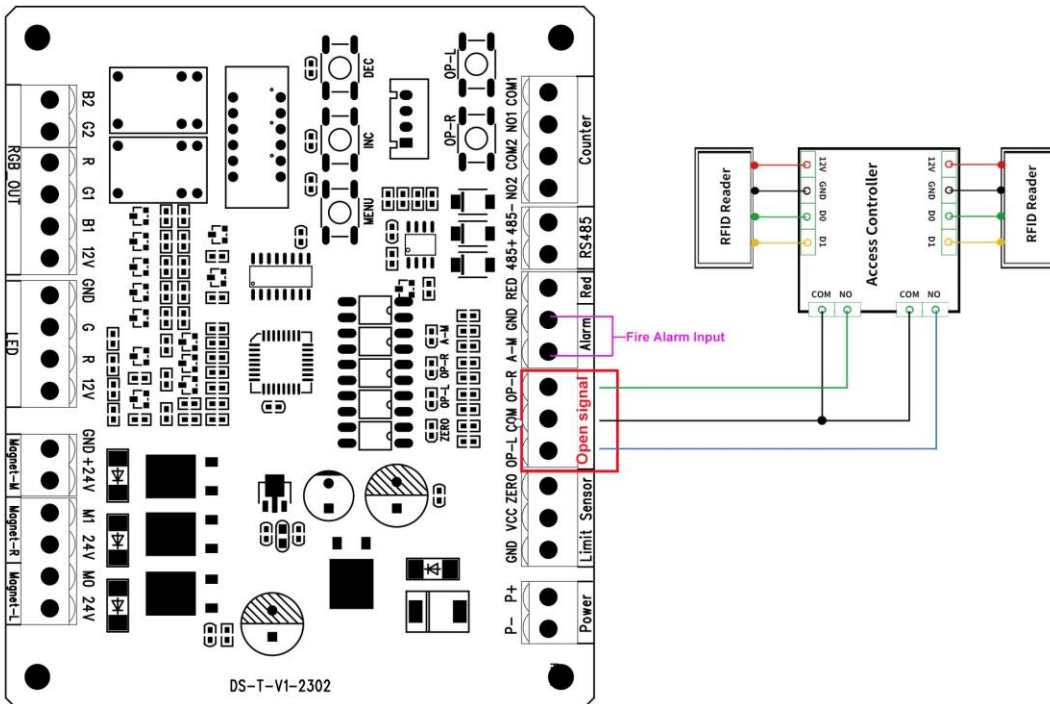 B2
G2
R
G1
B1
12V
RGB_OUT
GND
G
R
12V
LED
GND
+24V
Magnet-M
M1
24V
Magnet-R
M0
24V
Magnet-L
DEC
INC
MENU
OP-L
OP-R
COM1
NO1
COM2
NO2
Counter
485-
485+
RS485
RED
Red
GND
A-M
Alarm
Fire Alarm Input
OP-R
COM
OP-L
Open signal
ZERO
VCC
GND
Limit Sensor
P+
P-
Power
A-M
OP-R
OP-L
ZERO
DS-T-V1-2302
RFID Reader
12V
GND
D0
D1
Access Controller
12V
GND
D0
D1
RFID Reader
COM
NO
COM
NO